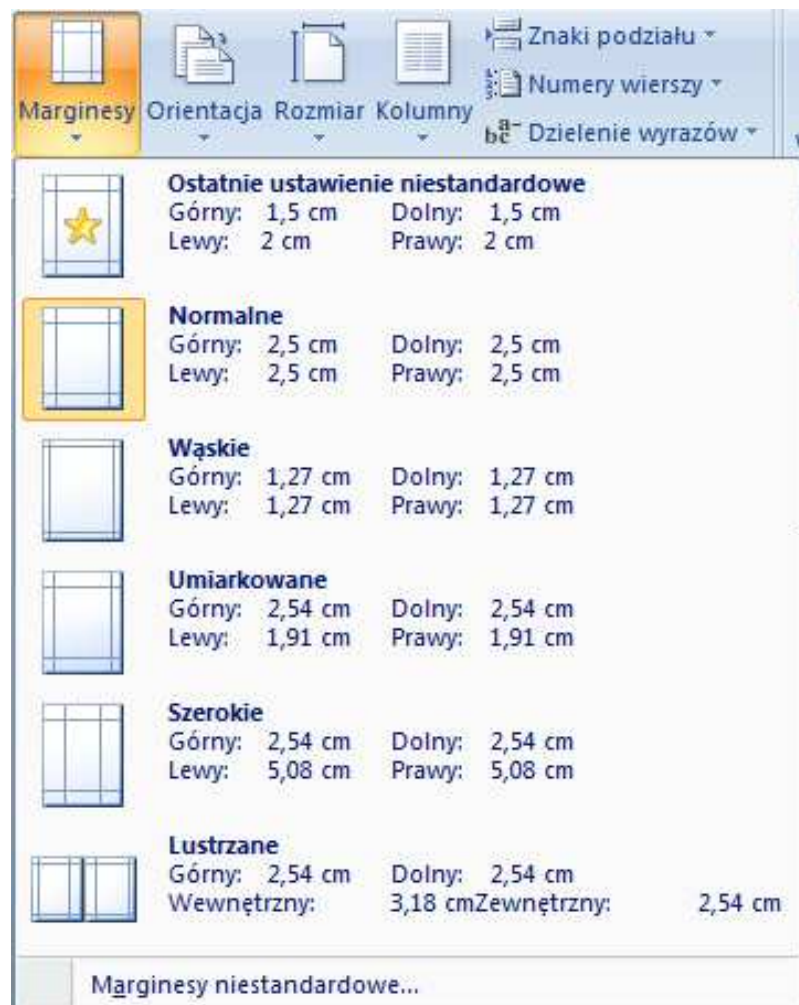 Marginesy Orientacja Rozmiar Kolumny
Znaki podziału
Numery wierszy
Dzielenie wyrazów
Ostatnie ustawienie niestandardowe
Górny: 1,5 cm Dolny: 1,5 cm
Lewy: 2 cm Prawy: 2 cm
Normalne
Górny: 2,5 cm Dolny: 2,5 cm
Lewy: 2,5 cm Prawy: 2,5 cm
Wąskie
Górny: 1,27 cm Dolny: 1,27 cm
Lewy: 1,27 cm Prawy: 1,27 cm
Umiarkowane
Górny: 2,54 cm Dolny: 2,54 cm
Lewy: 1,91 cm Prawy: 1,91 cm
Szerokie
Górny: 2,54 cm Dolny: 2,54 cm
Lewy: 5,08 cm Prawy: 5,08 cm
Lustrzane
Górny: 2,54 cm Dolny: 2,54 cm
Wewnętrzny: 3,18 cmZewnętrzny: 2,54 cm
Marginesy niestandardowe...